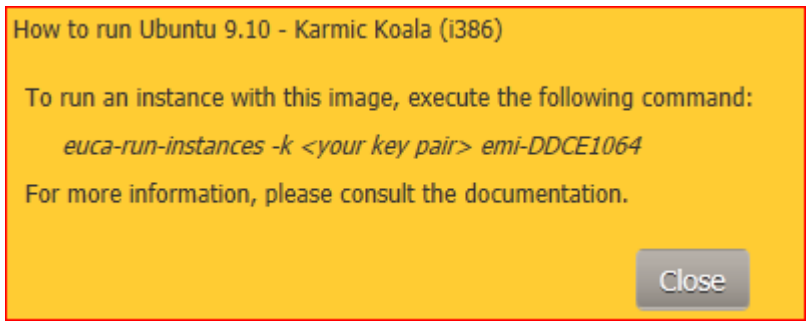 How to run Ubuntu 9.10 - Karmic Koala (i386)
To run an instance with this image, execute the following command:
euca-run-instances -k <your key pair> emi-DDCE1064
For more information, please consult the documentation.
Close